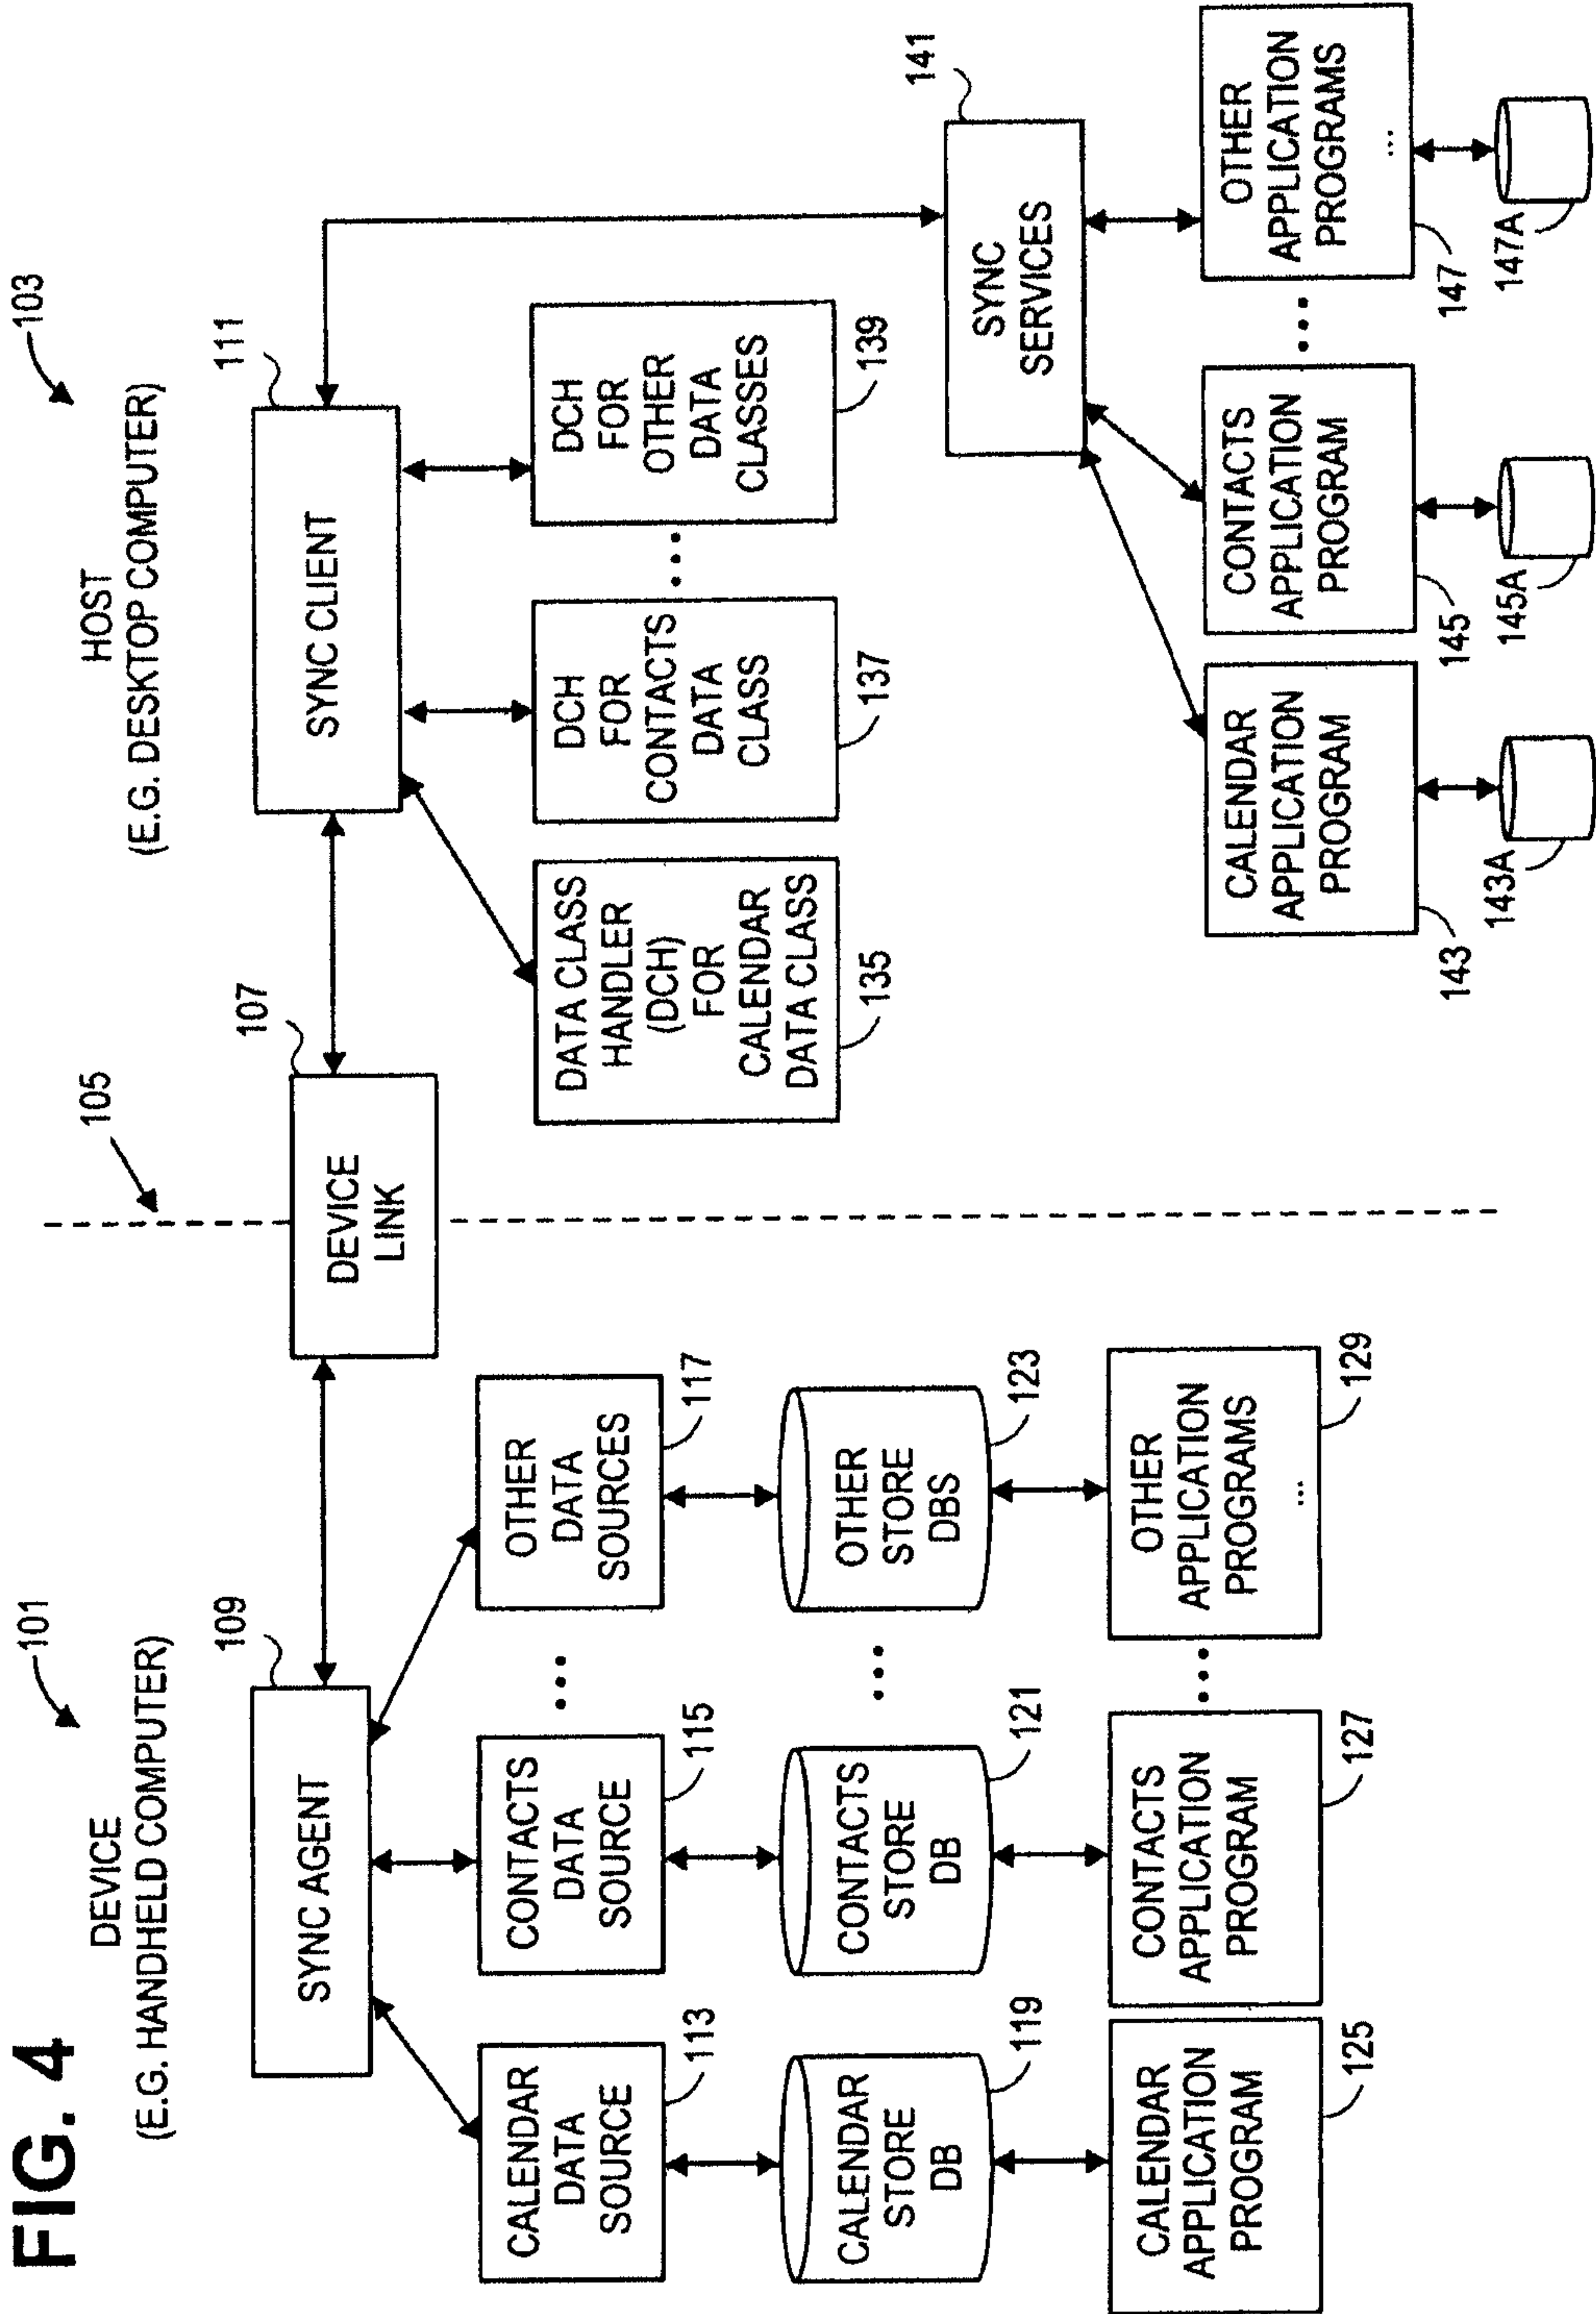 FIG. 4
101
DEVICE
(E.G. HANDHELD COMPUTER)
109
SYNC AGENT
CALENDAR
DATA
SOURCE
113
CONTACTS
DATA
SOURCE
115
...
OTHER
DATA
SOURCES
117
CALENDAR
STORE
DB
119
CONTACTS
STORE
DB
121
...
OTHER
STORE
DBS
123
CALENDAR
APPLICATION
PROGRAM
125
CONTACTS
APPLICATION
PROGRAM
127
...
OTHER
APPLICATION
PROGRAMS
...
129
105
107
DEVICE
LINK
103
HOST
(E.G. DESKTOP COMPUTER)
111
SYNC CLIENT
DATA CLASS
HANDLER
(DCH)
FOR
CALENDAR
DATA CLASS
135
DCH
FOR
CONTACTS
DATA
CLASS
137
...
DCH
FOR
OTHER
DATA
CLASSES
139
141
SYNC
SERVICES
CALENDAR
APPLICATION
PROGRAM
143
143A
CONTACTS
APPLICATION
PROGRAM
145
145A
...
OTHER
APPLICATION
PROGRAMS
...
147
147A